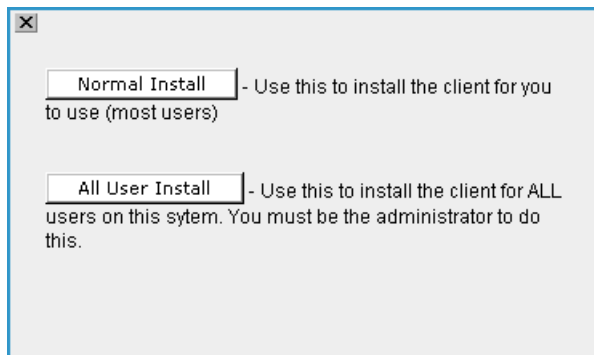 Normal Install - Use this to install the client for you
to use (most users)
All User Install - Use this to install the client for ALL
users on this sytem. You must be the administrator to do
this.